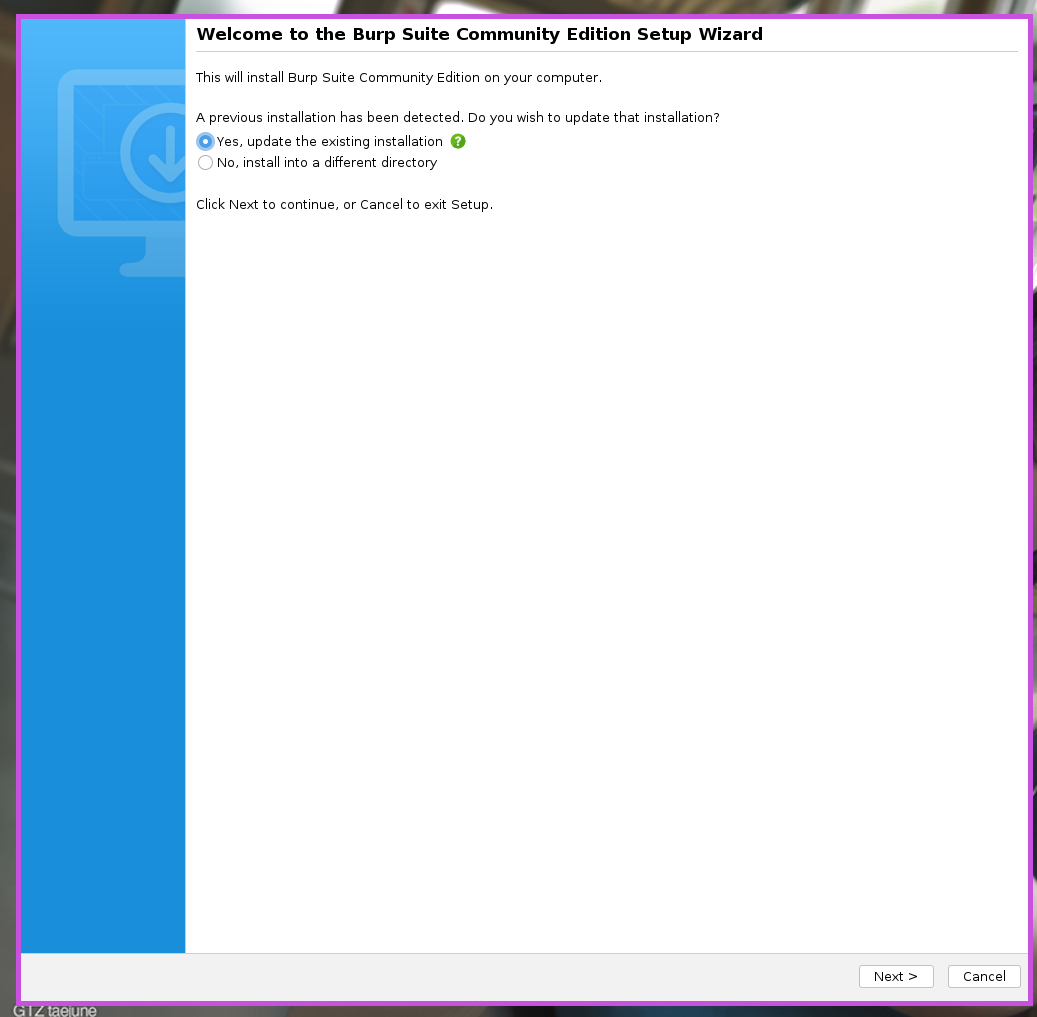 Welcome to the Burp Suite Community Edition Setup Wizard
This will install Burp Suite Community Edition on your computer.
A previous installation has been detected. Do you wish to update that installation?
Yes, update the existing installation ?
No, install into a different directory
Click Next to continue, or Cancel to exit Setup.
Next >
Cancel
GTZ taejune